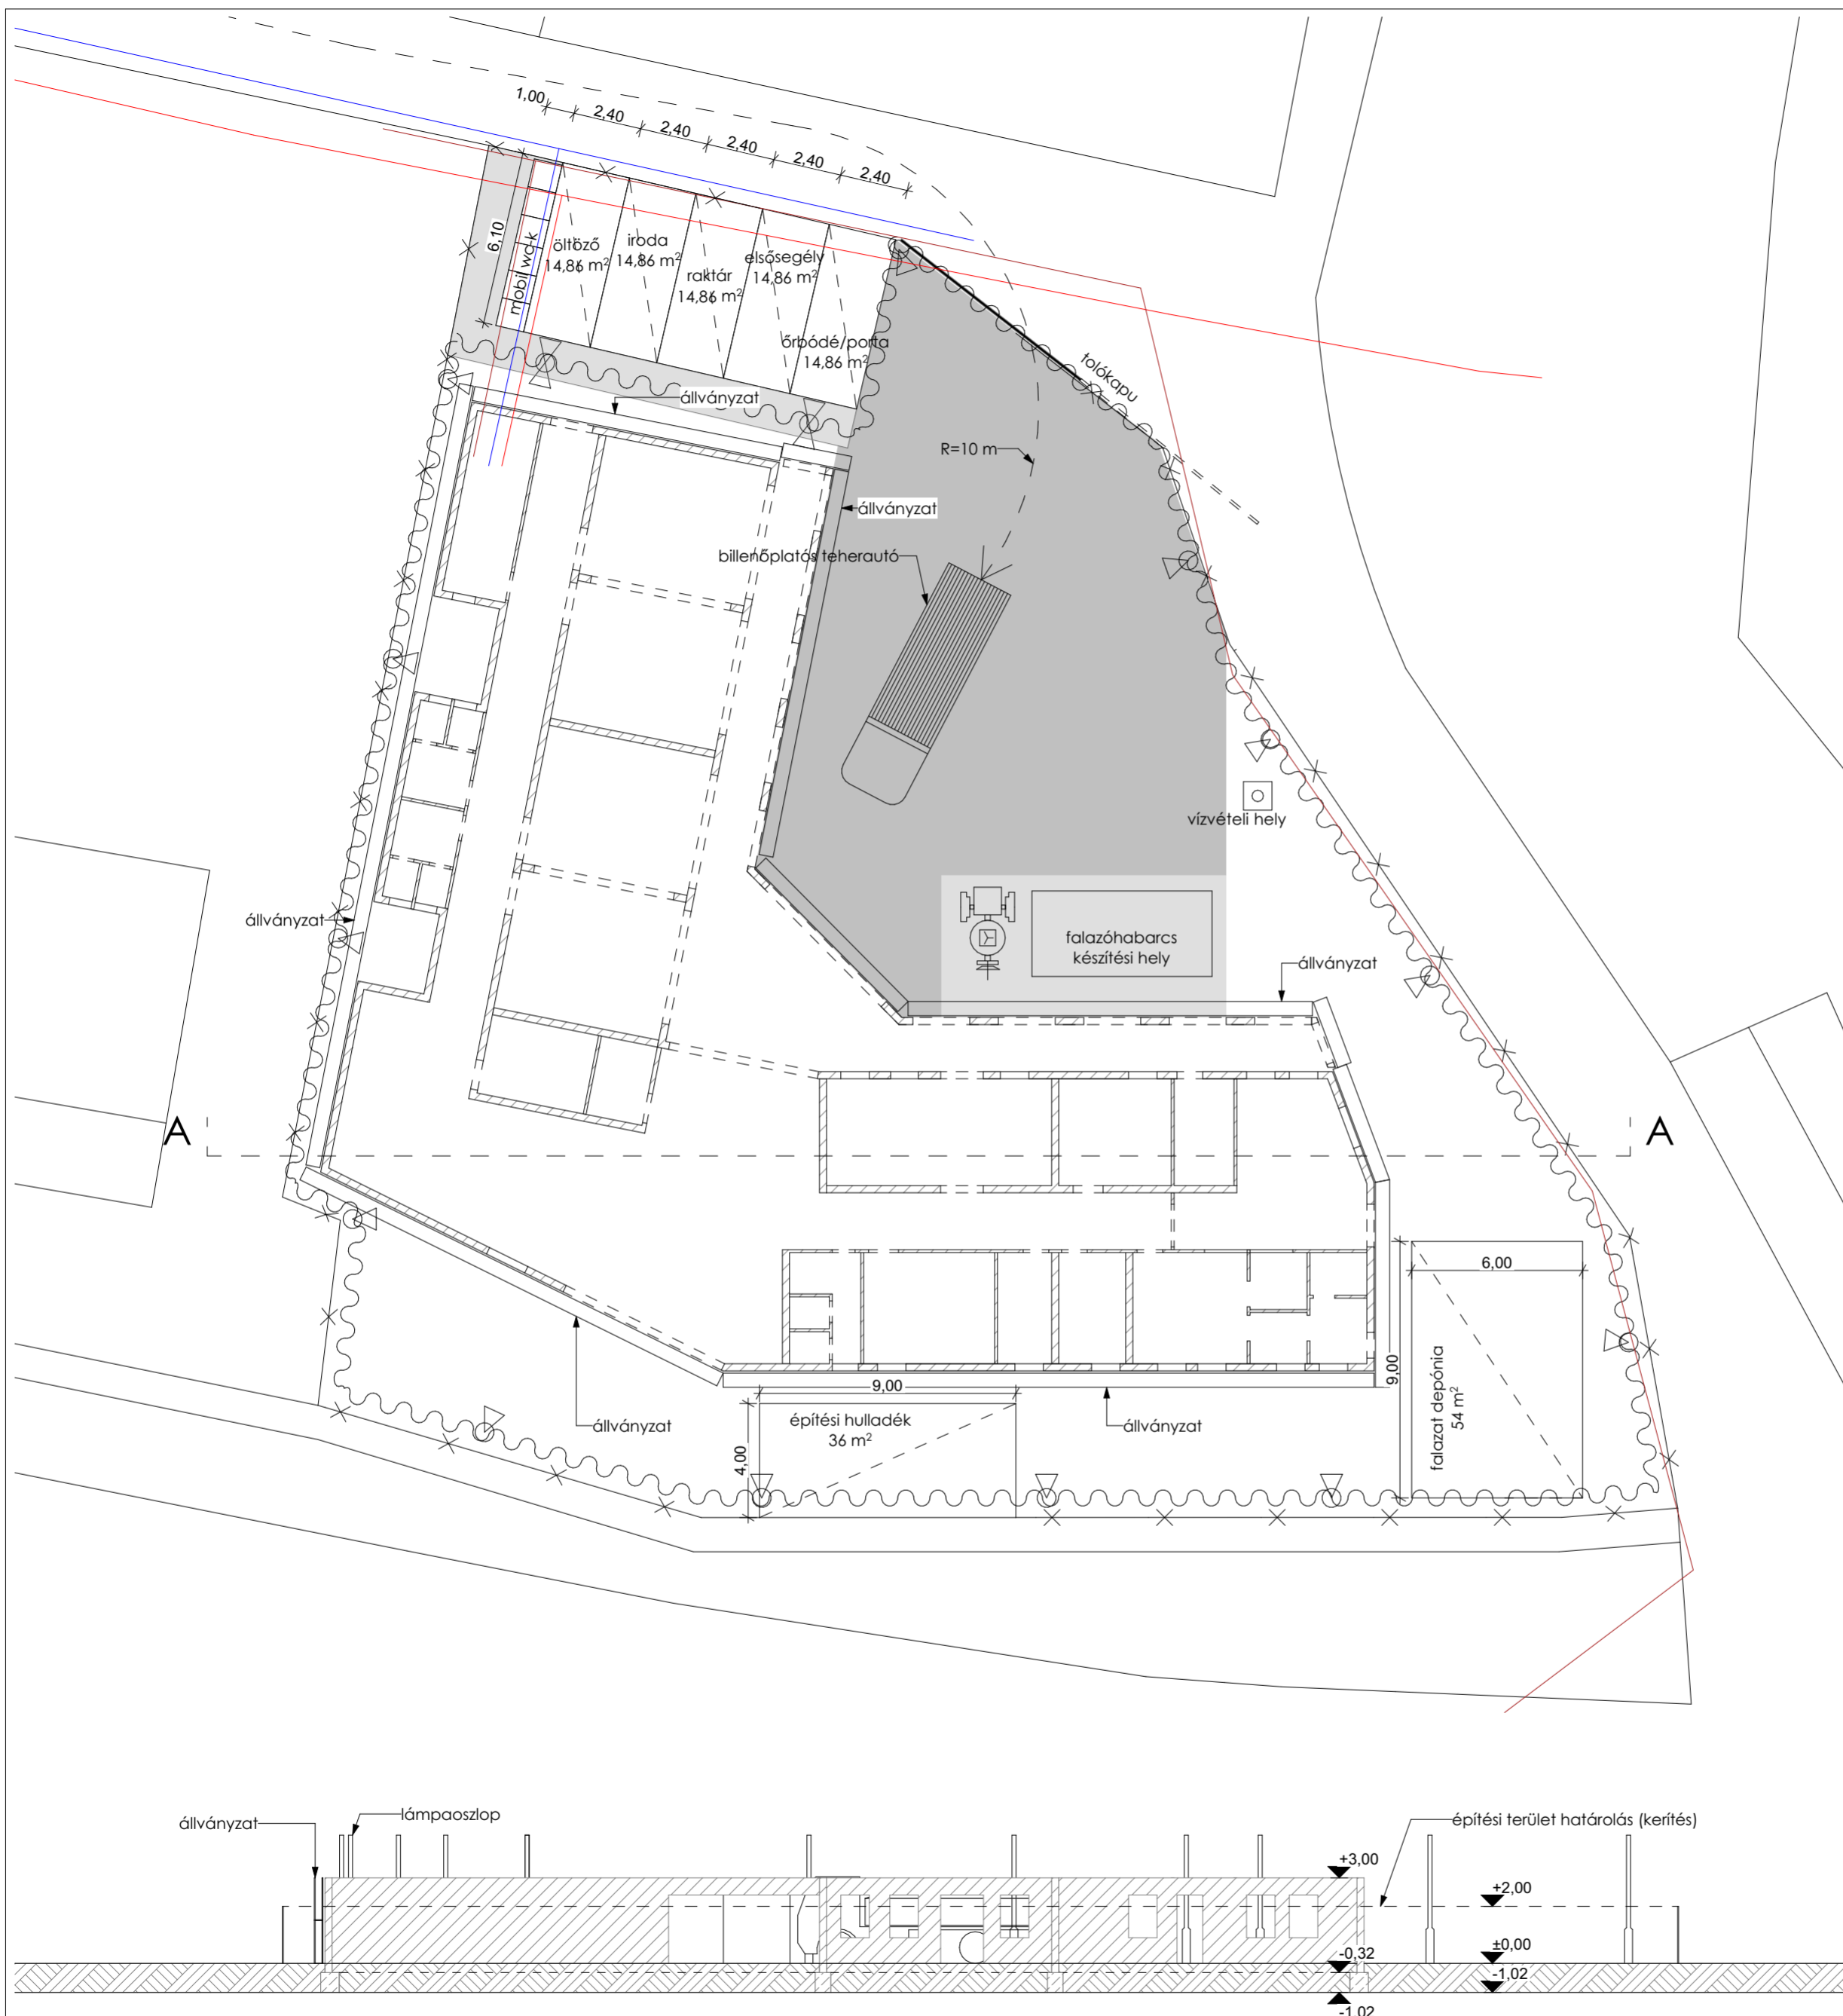 1,00
2,40
2,40
2,40
2,40
2,40
6,10
mobil wc-k
öltöző
14,86 m²
iroda
14,86 m²
raktár
14,86 m²
elsősegély
14,86 m²
őrbódé/porta
14,86 m²
tolókapu
állványzat
R=10 m
állványzat
billenőplatós teherautó
vízvételi hely
állványzat
falazóhabarcs
készítési hely
állványzat
A
A
6,00
9,00
falazat depónia
54 m²
9,00
4,00
építési hulladék
36 m²
állványzat
állványzat
állványzat
lámpaoszlop
építési terület határolás (kerítés)
+3,00
+2,00
-0,32
±0,00
-1,02
-1,02